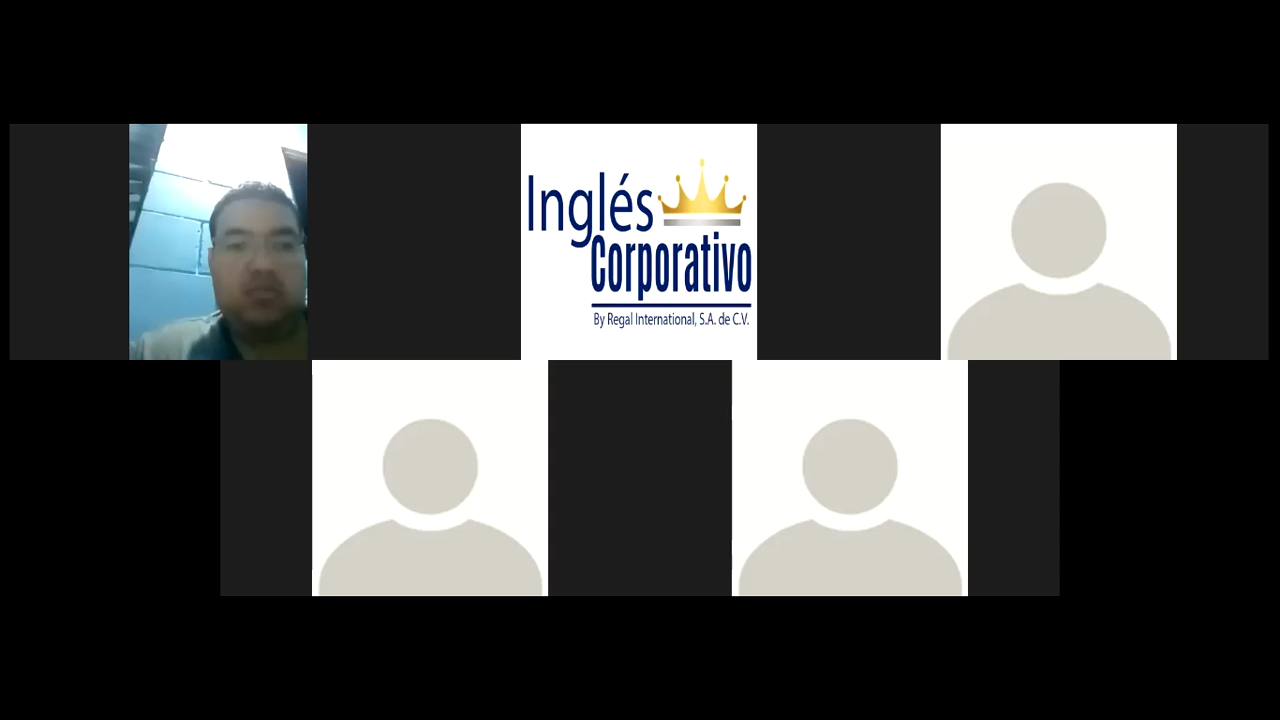 Inglés
Corporativo
By Regal International, S.A. de C.V.